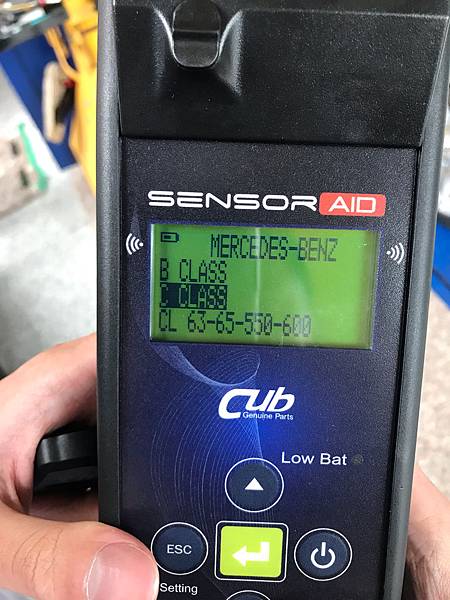 SENSOR AID
MERCEDES-BENZ
B CLASS
C CLASS
CL 63-65-550-600
Cub
Genuine Parts
Low Bat
ESC
Setting